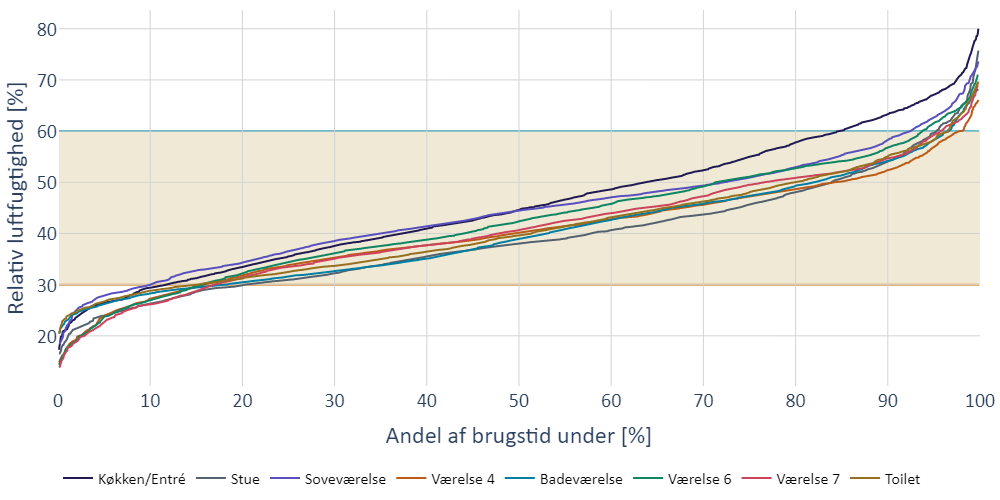 Relativ luftfugtighed [%]
80
70
60
50
40
30
20
0 10 20 30 40 50 60 70 80 90 100
Andel af brugstid under [%]
Køkken/Entré Stue Soveværelse Værelse 4 Badeværelse Værelse 6 Værelse 7 Toilet